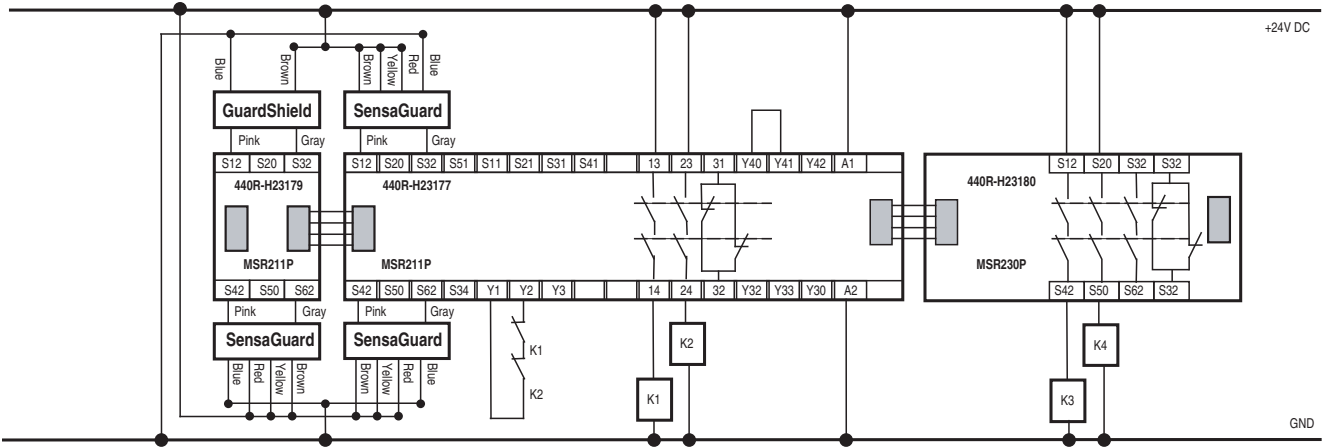 +24V DC
Blue
Brown
Brown
Yellow
Red
Blue
GuardShield
SensaGuard
Pink
Gray
Pink
Gray
S12 S20 S32
S12 S20 S32 S51 S11 S21 S31 S41 13 23 31 Y40 Y41 Y42 A1
S12 S20 S32 S32
440R-H23179
440R-H23177
440R-H23180
MSR211P
MSR211P
MSR230P
S42 S50 S62
S42 S50 S62 S34 Y1 Y2 Y3 14 24 32 Y32 Y33 Y30 A2
S42 S50 S62 S32
Pink
Gray
Pink
Gray
SensaGuard
SensaGuard
K1
K2
K2
K4
K1
K3
Blue
Red
Yellow
Brown
Brown
Yellow
Red
Blue
GND